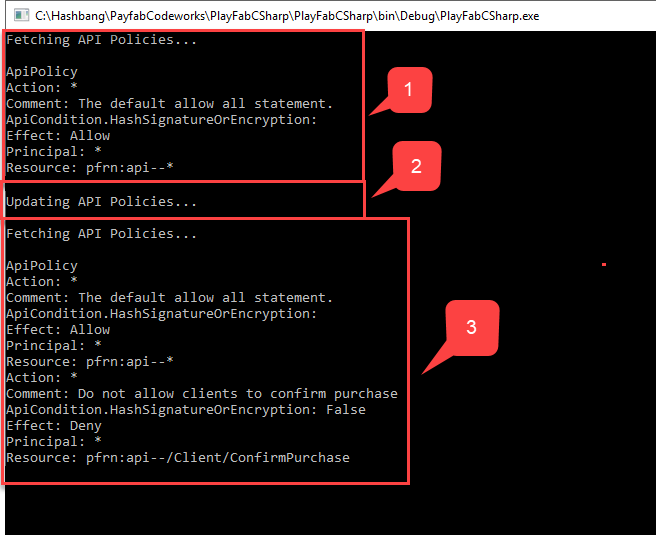 C:\Hashbang\PayfabCodeworks\PlayFabCSharp\PlayFabCSharp\bin\Debug\PlayFabCSharp.exe
Fetching API Policies...
ApiPolicy
Action: *
Comment: The default allow all statement.
ApiCondition.HashSignatureOrEncryption:
Effect: Allow
Principal: *
Resource: pfrn:api--*
1
Updating API Policies...
2
Fetching API Policies...
ApiPolicy
Action: *
Comment: The default allow all statement.
ApiCondition.HashSignatureOrEncryption:
Effect: Allow
Principal: *
Resource: pfrn:api--*
Action: *
Comment: Do not allow clients to confirm purchase
ApiCondition.HashSignatureOrEncryption: False
Effect: Deny
Principal: *
Resource: pfrn:api--/Client/ConfirmPurchase
3